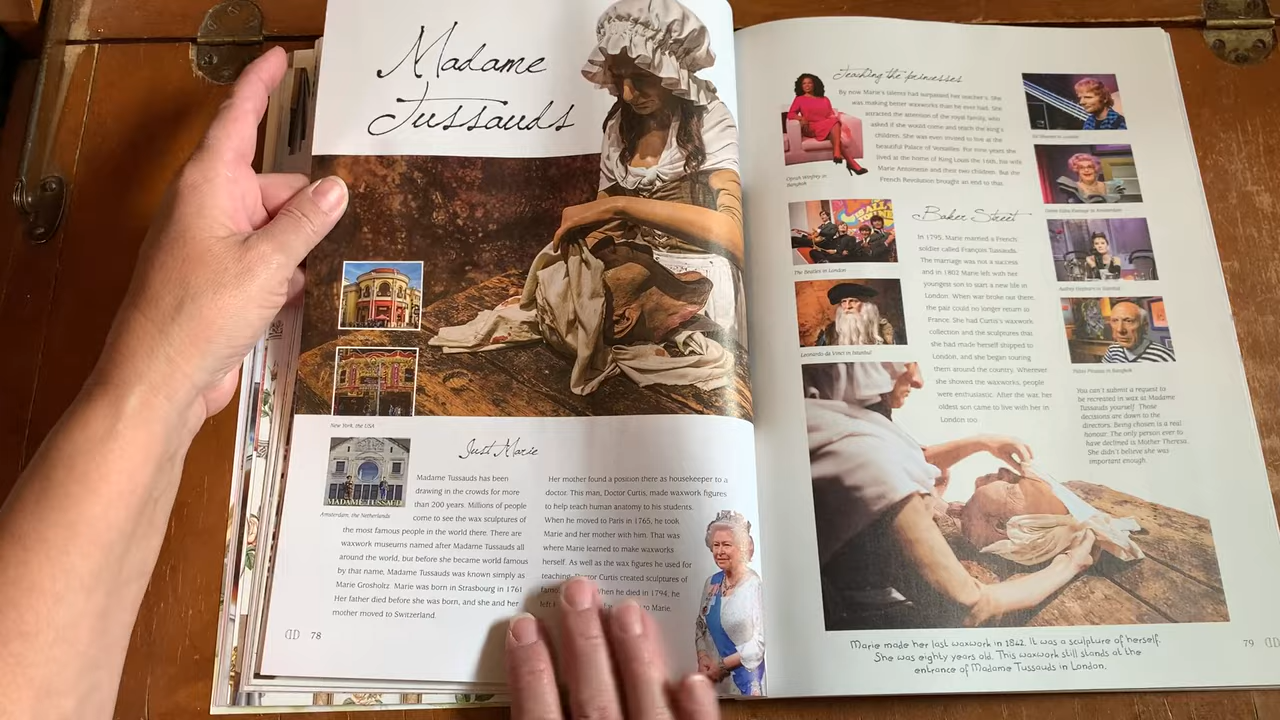 Madame
Tussauds
New York, the USA
MADAME TUSSAUD
Amsterdam, the Netherlands
Just Marie
Madame Tussauds has been
drawing in the crowds for more
than 200 years. Millions of people
come to see the wax sculptures of
the most famous people in the world there. There are
waxwork museums named after Madame Tussauds all
around the world, but before she became world famous
by that name, Madame Tussauds was known simply as
Marie Grosholtz. Marie was born in Strasbourg in 1761
Her father died before she was born, and she and her
mother moved to Switzerland.
Her mother found a position there as housekeeper to a
doctor. This man, Doctor Curtis, made waxwork figures
to help teach human anatomy to his students.
When he moved to Paris in 1765, he took
Marie and her mother with him. That was
where Marie learned to make waxworks
herself. As well as the wax figures he used for
teaching, Doctor Curtis created sculptures of
When he died in 1794, he
left to Marie.
78
Teaching the princesses
By now Marie's talents had surpassed her teacher's. She
was making better waxworks than he ever had. She
attracted the attention of the royal family, who
asked if she would come and teach the king's
children. She was even invited to live at the
beautiful Palace of Versailles. For nine years she
lived at the home of King Louis the 16th, his wife
Marie Antoinette and their two children. But the
French Revolution brought an end to that.
Oprah Winfrey in
Bangkok
Baker Street
In 1795, Marie married a French
soldier called François Tussauds.
The marriage was not a success
and in 1802 Marie left with her
youngest son to start a new life in
London. When war broke out there,
the pair could no longer return to
France. She had Curtis's waxwork
collection and the sculptures that
she had made herself shipped to
London, and she began touring
them around the country. Wherever
she showed the waxworks, people
were enthusiastic. After the war, her
oldest son came to live with her in
London too.
The Beatles in London
Leonardo da Vinci in Istanbul
Ed Sheeran in London
Audrey Hepburn in Istanbul
Pablo Picasso in Bangkok
You can't submit a request to
be recreated in wax at Madame
Tussauds yourself. Those
decisions are down to the
directors. Being chosen is a real
honour. The only person ever to
have declined is Mother Theresa.
She didn't believe she was
important enough.
Marie made her last waxwork in 1842. It was a sculpture of herself.
She was eighty years old. This waxwork still stands at the
entrance of Madame Tussauds in London.
79